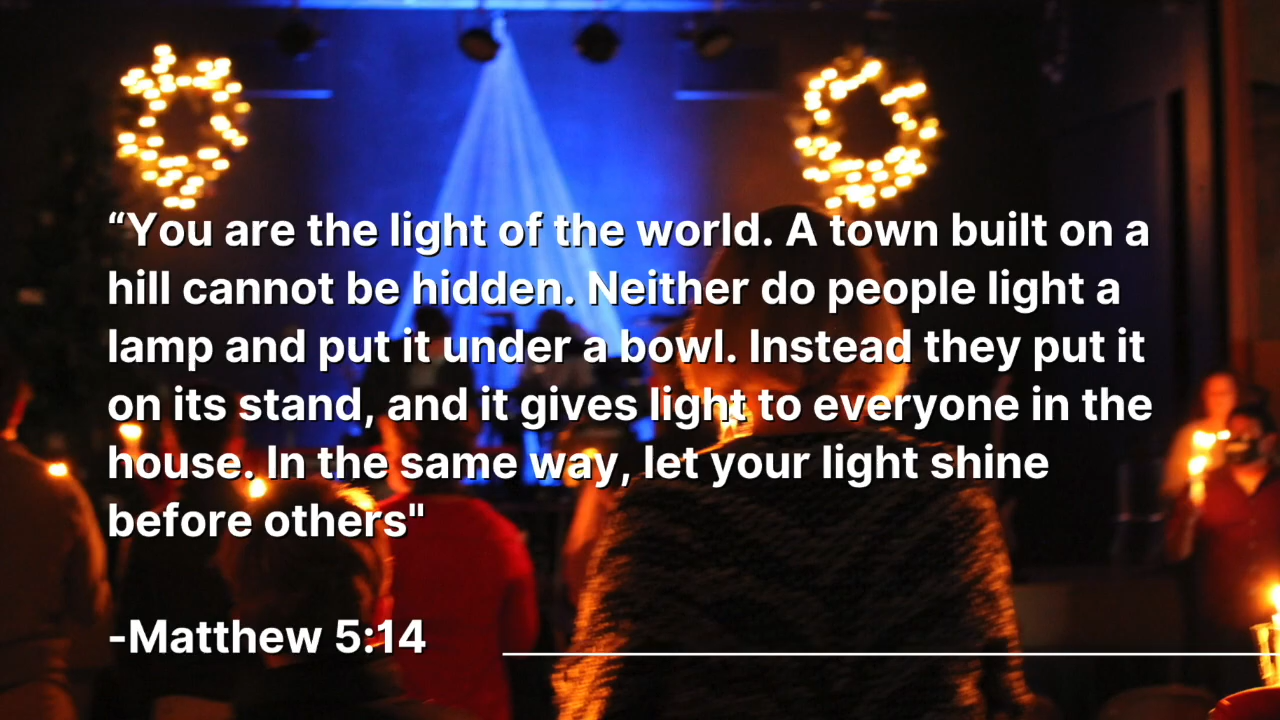 “You are the light of the world. A town built on a
hill cannot be hidden. Neither do people light a
lamp and put it under a bowl. Instead they put it
on its stand, and it gives light to everyone in the
house. In the same way, let your light shine
before others"
-Matthew 5:14